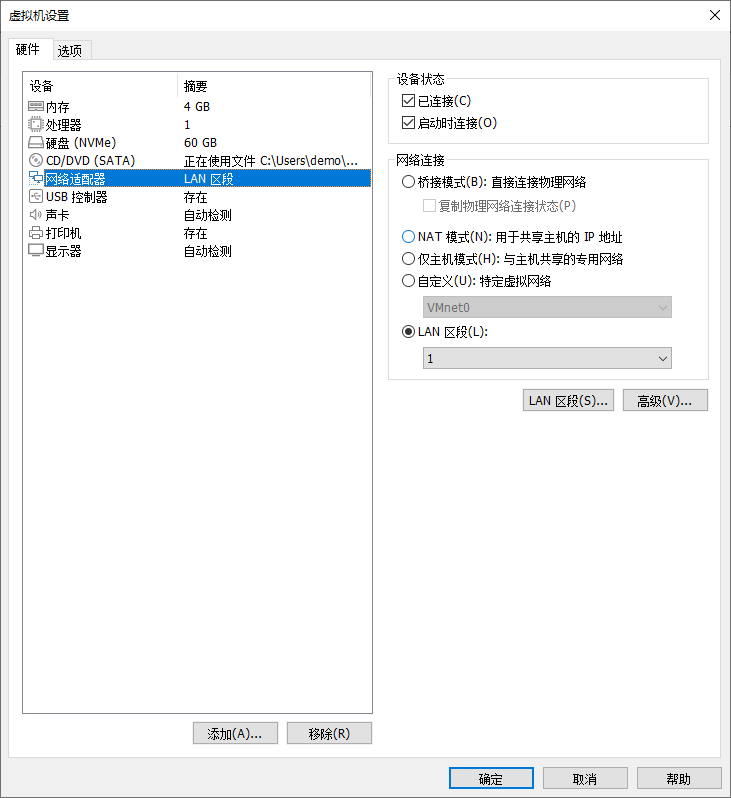 虚拟机设置
硬件 选项
设备 摘要
内存 4 GB
处理器 1
硬盘 (NVMe) 60 GB
CD/DVD (SATA) 正在使用文件 C:\Users\demo\...
网络适配器 LAN 区段
USB 控制器 存在
声卡 自动检测
打印机 存在
显示器 自动检测
添加(A)... 移除(R)
设备状态
已连接(C)
启动时连接(O)
网络连接
桥接模式(B): 直接连接物理网络
复制物理网络连接状态(P)
NAT 模式(N): 用于共享主机的 IP 地址
仅主机模式(H): 与主机共享的专用网络
自定义(U): 特定虚拟网络
VMnet0
LAN 区段(L):
1
LAN 区段(S)... 高级(V)...
确定 取消 帮助